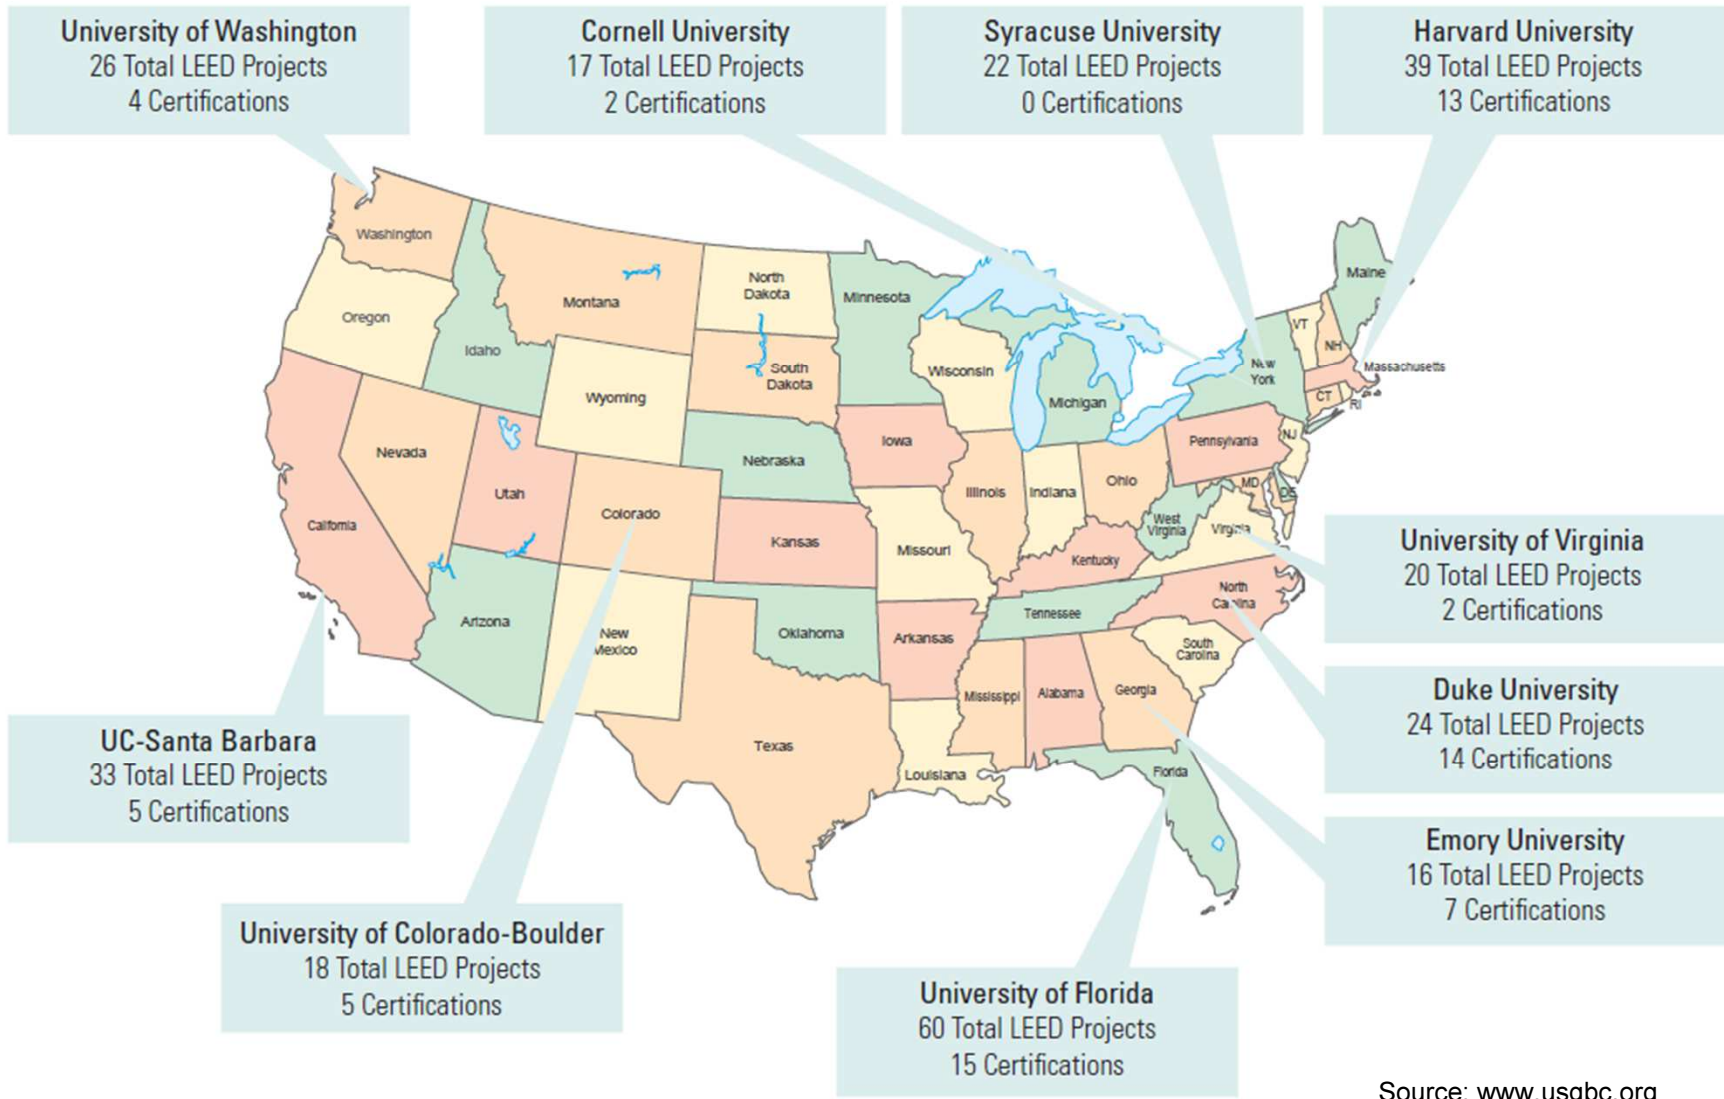 University of Washington
26 Total LEED Projects
4 Certifications
Cornell University
17 Total LEED Projects
2 Certifications
Syracuse University
22 Total LEED Projects
0 Certifications
Harvard University
39 Total LEED Projects
13 Certifications
Washington
Oregon
Idaho
Montana
North
Dakota
Minnesota
South
Dakota
Wyoming
Wisconsin
Michigan
New
York
VT
NH
Maine
Massachusetts
CT
RI
California
Nevada
Utah
Colorado
Nebraska
Iowa
Kansas
Missouri
Illinois
Indiana
Ohio
Pennsylvania
NJ
MD
DE
West
Virginia
Virginia
Kentucky
Tennessee
North
Carolina
South
Carolina
Arizona
New
Mexico
Oklahoma
Arkansas
Texas
Louisiana
Mississippi
Alabama
Georgia
Florida
University of Virginia
20 Total LEED Projects
2 Certifications
Duke University
24 Total LEED Projects
14 Certifications
Emory University
16 Total LEED Projects
7 Certifications
UC-Santa Barbara
33 Total LEED Projects
5 Certifications
University of Colorado-Boulder
18 Total LEED Projects
5 Certifications
University of Florida
60 Total LEED Projects
15 Certifications
Source: www.usgbc.org